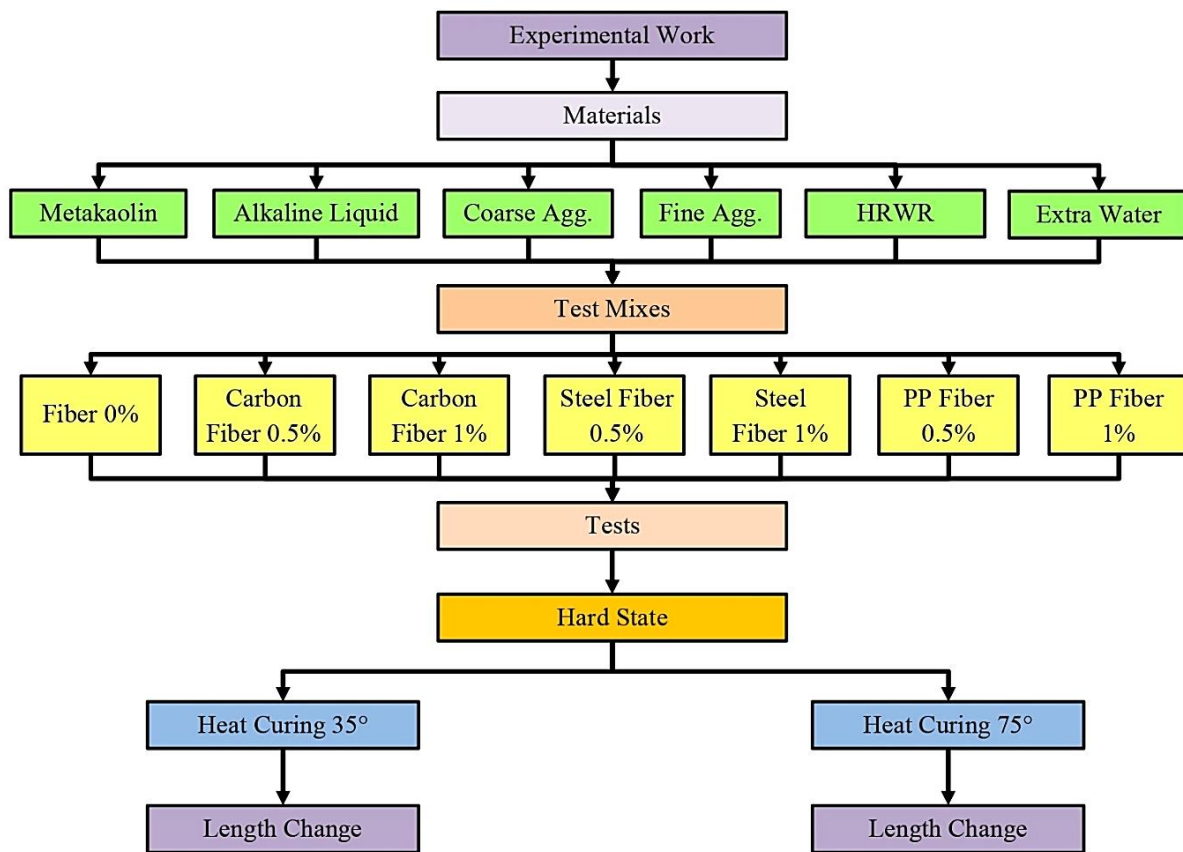 Experimental Work
Materials
Metakaolin
Alkaline Liquid
Coarse Agg.
Fine Agg.
HRWR
Extra Water
Test Mixes
Fiber 0%
Carbon
Fiber 0.5%
Carbon
Fiber 1%
Steel Fiber
0.5%
Steel
Fiber 1%
PP Fiber
0.5%
PP Fiber
1%
Tests
Hard State
Heat Curing 35°
Heat Curing 75°
Length Change
Length Change